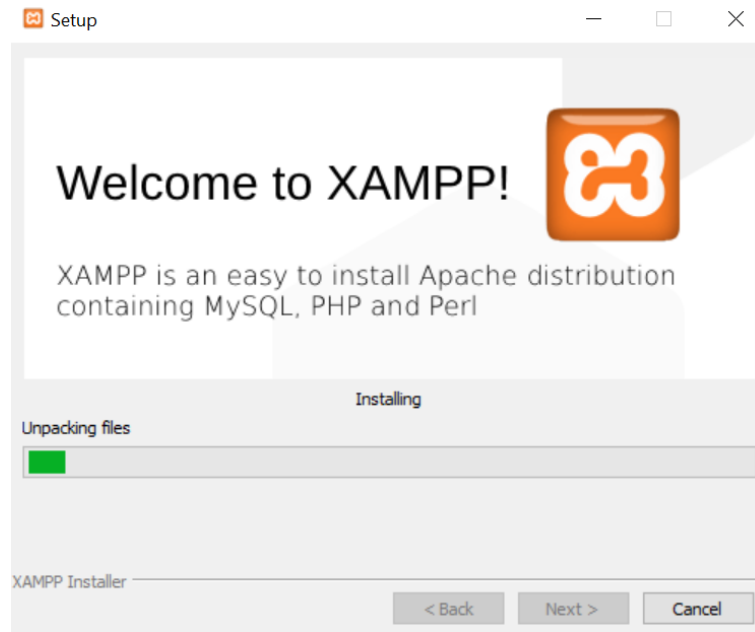 Setup
Welcome to XAMPP!
XAMPP is an easy to install Apache distribution
containing MySQL, PHP and Perl
Installing
Unpacking files
XAMPP Installer
< Back
Next >
Cancel